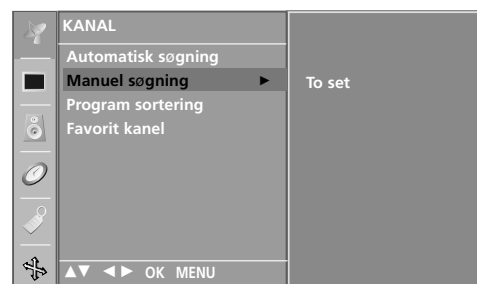 KANAL
Automatisk søgning
Manuel søgning ►
To set
Program sortering
Favorit kanel
▲▼ ◄► OK MENU